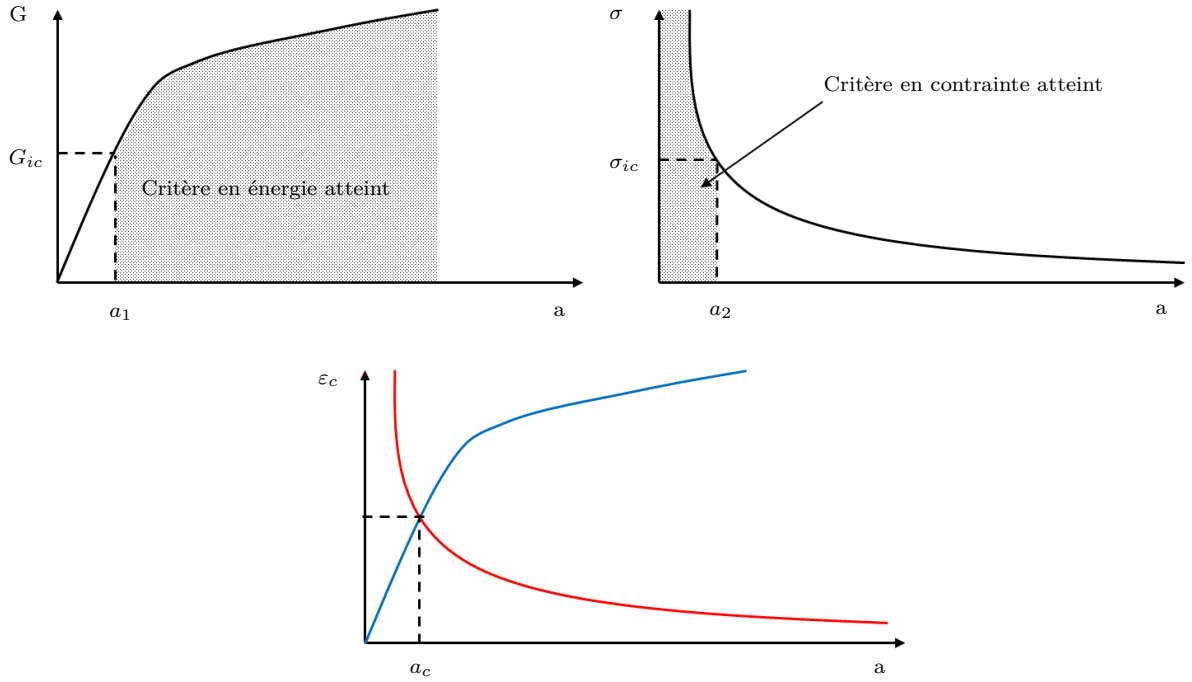 G
σ
Critère en contrainte atteint
G_ic
σ_ic
Critère en énergie atteint
a_1
a
a_2
a
ε_c
a_c
a